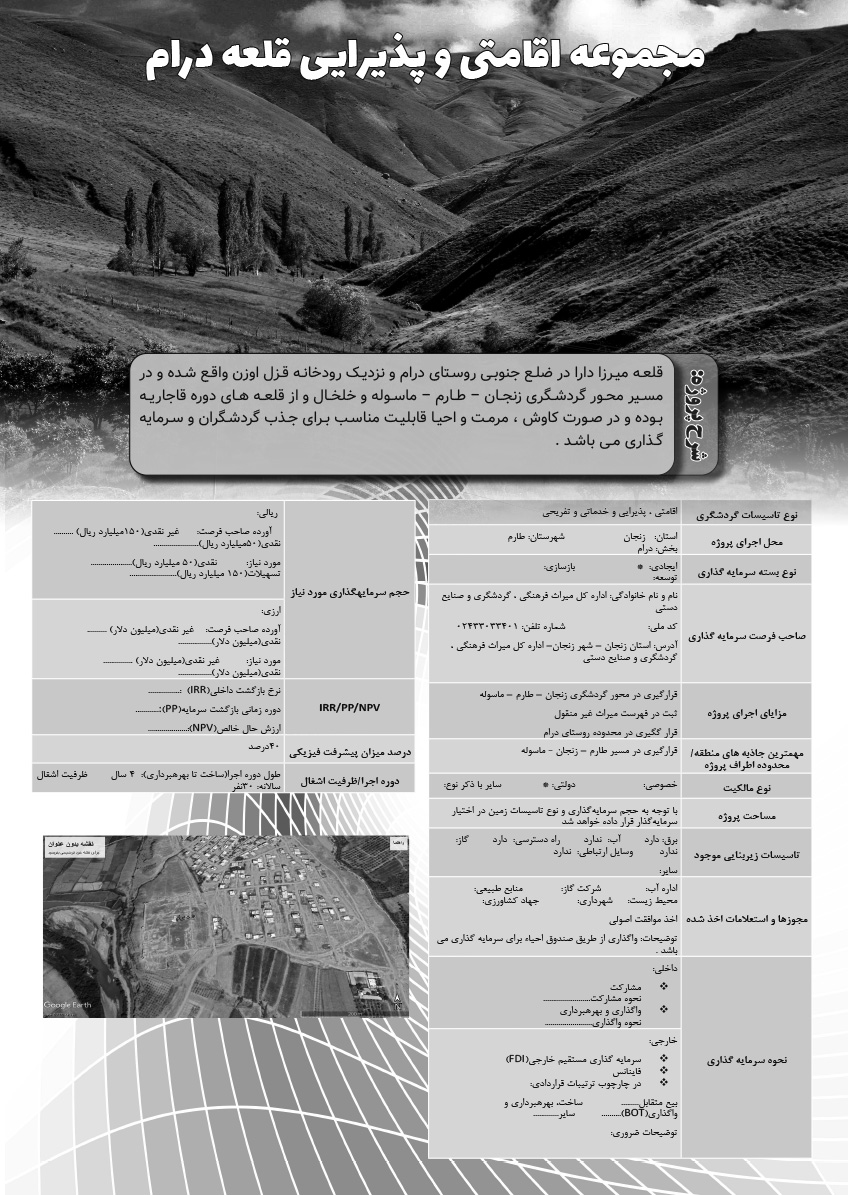 مجموعه اقامتی و پذیرایی قلعه درام
شرح پروژه:
قلعه میرزا دارا در ضلع جنوبی روستای درام و نزدیک رودخانه قزل اوزن واقع شده و در
مسیر محور گردشگری زنجان – طارم – ماسوله و خلخال و از قلعه های دوره قاجاریه
بوده و در صورت کاوش ، مرمت و احیا قابلیت مناسب برای جذب گردشگران و سرمایه
گذاری می باشد .
نوع تاسیسات گردشگری
اقامتی ، پذیرایی و خدماتی و تفریحی
محل اجرای پروژه
استان: زنجان شهرستان: طارم
بخش: درام
نوع بسته سرمایه گذاری
ایجادی: * بازسازی:
توسعه:
صاحب فرصت سرمایه گذاری
نام و نام خانوادگی: اداره کل میراث فرهنگی ، گردشگری و صنایع
دستی
کد ملی: شماره تلفن: ۰۲۴۳۳۰۳۳۴۰۱
آدرس: استان زنجان – شهر زنجان– اداره کل میراث فرهنگی ،
گردشگری و صنایع دستی
مزایای اجرای پروژه
قرارگیری در محور گردشگری زنجان – طارم – ماسوله
ثبت در فهرست میراث غیر منقول
قرار گگیری در محدوده روستای درام
مهمترین جاذبه های منطقه/
محدوده اطراف پروژه
قرارگیری در مسیر طارم – زنجان - ماسوله
نوع مالکیت
خصوصی: دولتی: * سایر با ذکر نوع:
مساحت پروژه
با توجه به حجم سرمایه‌گذاری و نوع تاسیسات زمین در اختیار
سرمایه‌گذار قرار داده خواهد شد
تاسیسات زیربنایی موجود
برق: دارد آب: ندارد راه دسترسی: دارد گاز:
ندارد وسایل ارتباطی: ندارد
سایر:
مجوزها و استعلامات اخذ شده
اداره آب: شرکت گاز: منابع طبیعی:
محیط زیست: شهرداری: جهاد کشاورزی:
اخذ موافقت اصولی
توضیحات: واگذاری از طریق صندوق احیاء برای سرمایه گذاری می
باشد .
نحوه سرمایه گذاری
داخلی:
❖ مشارکت
نحوه مشارکت......................
❖ واگذاری و بهرهبرداری
نحوه واگذاری......................
خارجی:
❖ سرمایه گذاری مستقیم خارجی(FDI)
❖ فاینانس
❖ در چارچوب ترتیبات قراردادی:
بیع متقابل......... ساخت، بهرهبرداری و
واگذاری(BOT)......... سایر............
توضیحات ضروری:
حجم سرمایهگذاری مورد نیاز
ریالی:
آورده صاحب فرصت: غیر نقدی(۱۵۰میلیارد ریال) .........
نقدی(۵۰میلیارد ریال)......................
مورد نیاز: نقدی(۵۰ میلیارد ریال)...................
تسهیلات(۱۵۰ میلیارد ریال)......................
ارزی:
آورده صاحب فرصت: غیر نقدی(میلیون دلار) .........
نقدی(میلیون دلار)...............
مورد نیاز: غیر نقدی(میلیون دلار) .............
نقدی(میلیون دلار)...............
IRR/PP/NPV
نرخ بازگشت داخلی(IRR) :..............
دوره زمانی بازگشت سرمایه(PP):..........
ارزش حال خالص(NPV):..................
درصد میزان پیشرفت فیزیکی
۴۰درصد
دوره اجرا/ظرفیت اشغال
طول دوره اجرا(ساخت تا بهرهبرداری): ۴ سال ظرفیت اشغال
سالانه: ۳۰نفر
نقشه بدون عنوان
راهنما
Google Earth